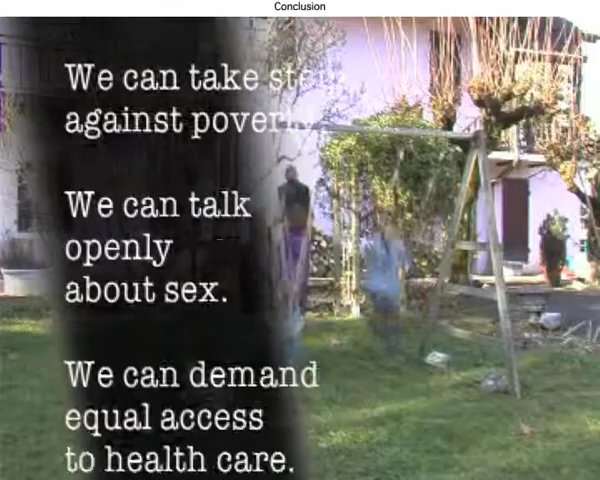 Conclusion
We can take
against
We can talk
openly
about sex.
We can demand
equal access
to health care.